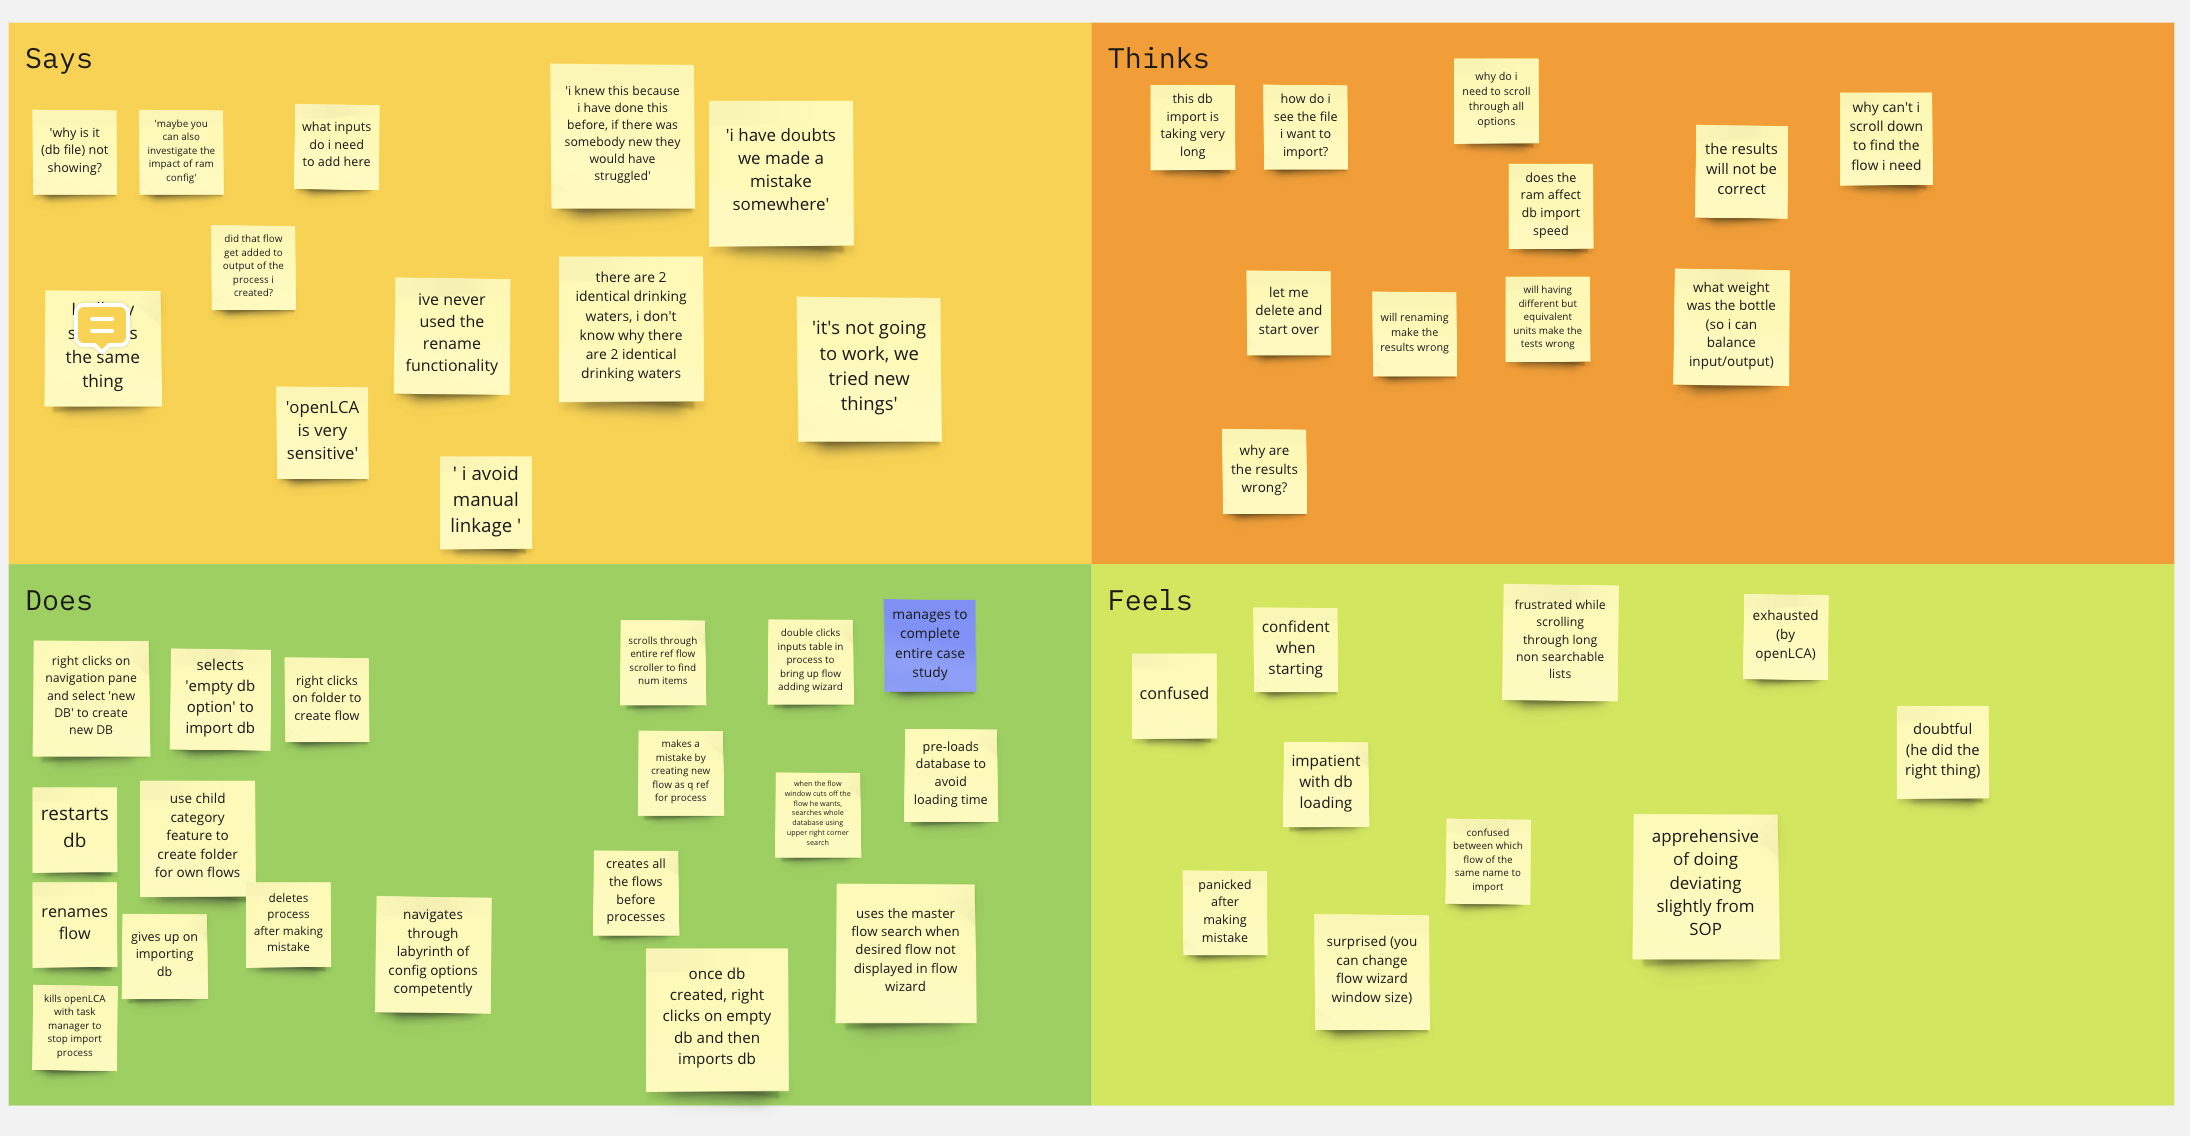 Says
'why is it
(db file) not
showing?
'maybe you
can also
investigate the
impact of ram
config'
what inputs
do i need
to add here
'i knew this because
i have done this
before, if there was
somebody new they
would have
struggled'
'i have doubts
we made a
mistake
somewhere'
did that flow
get added to
output of the
process i
created?
the same
thing
ive never
used the
rename
functionality
there are 2
identical drinking
waters, i don't
know why there
are 2 identical
drinking waters
'it's not going
to work, we
tried new
things'
'openLCA
is very
sensitive'
' i avoid
manual
linkage '
Thinks
this db
import is
taking very
long
how do i
see the file
i want to
import?
why do i
need to scroll
through all
options
does the
ram affect
db import
speed
the results
will not be
correct
why can't i
scroll down
to find the
flow i need
let me
delete and
start over
will renaming
make the
results wrong
will having
different but
equivalent
units make the
tests wrong
what weight
was the bottle
(so i can
balance
input/output)
why are
the results
wrong?
Does
right clicks on
navigation pane
and select 'new
DB' to create
new DB
selects
'empty db
option' to
import db
right clicks
on folder to
create flow
scrolls through
entire ref flow
scroller to find
num items
double clicks
inputs table in
process to
bring up flow
adding wizard
manages to
complete
entire case
study
restarts
db
use child
category
feature to
create folder
for own flows
makes a
mistake by
creating new
flow as q ref
for process
when the flow
window cuts off the
flow he wants,
searches whole
database using
upper right corner
search
pre-loads
database to
avoid
loading time
renames
flow
gives up on
importing
db
deletes
process
after making
mistake
navigates
through
labyrinth of
config options
competently
creates all
the flows
before
processes
uses the master
flow search when
desired flow not
displayed in flow
wizard
kills openLCA
with task
manager to
stop import
process
once db
created, right
clicks on empty
db and then
imports db
Feels
confused
confident
when
starting
frustrated while
scrolling
through long
non searchable
lists
exhausted
(by
openLCA)
impatient
with db
loading
doubtful
(he did the
right thing)
confused
between which
flow of the
same name to
import
apprehensive
of doing
deviating
slightly from
SOP
panicked
after
making
mistake
surprised (you
can change
flow wizard
window size)